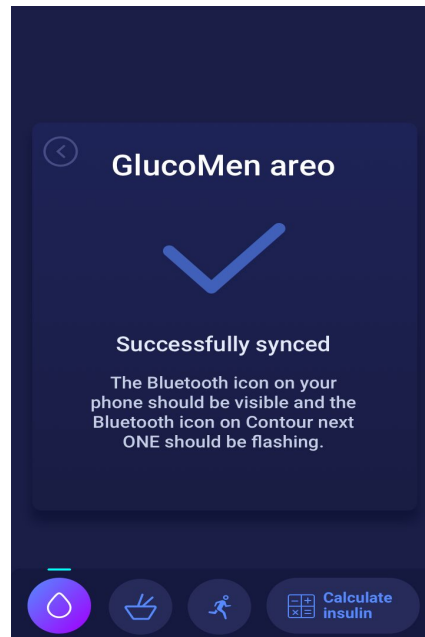 GlucoMen areo
Successfully synced
The Bluetooth icon on your
phone should be visible and the
Bluetooth icon on Contour next
ONE should be flashing.
Calculate
insulin